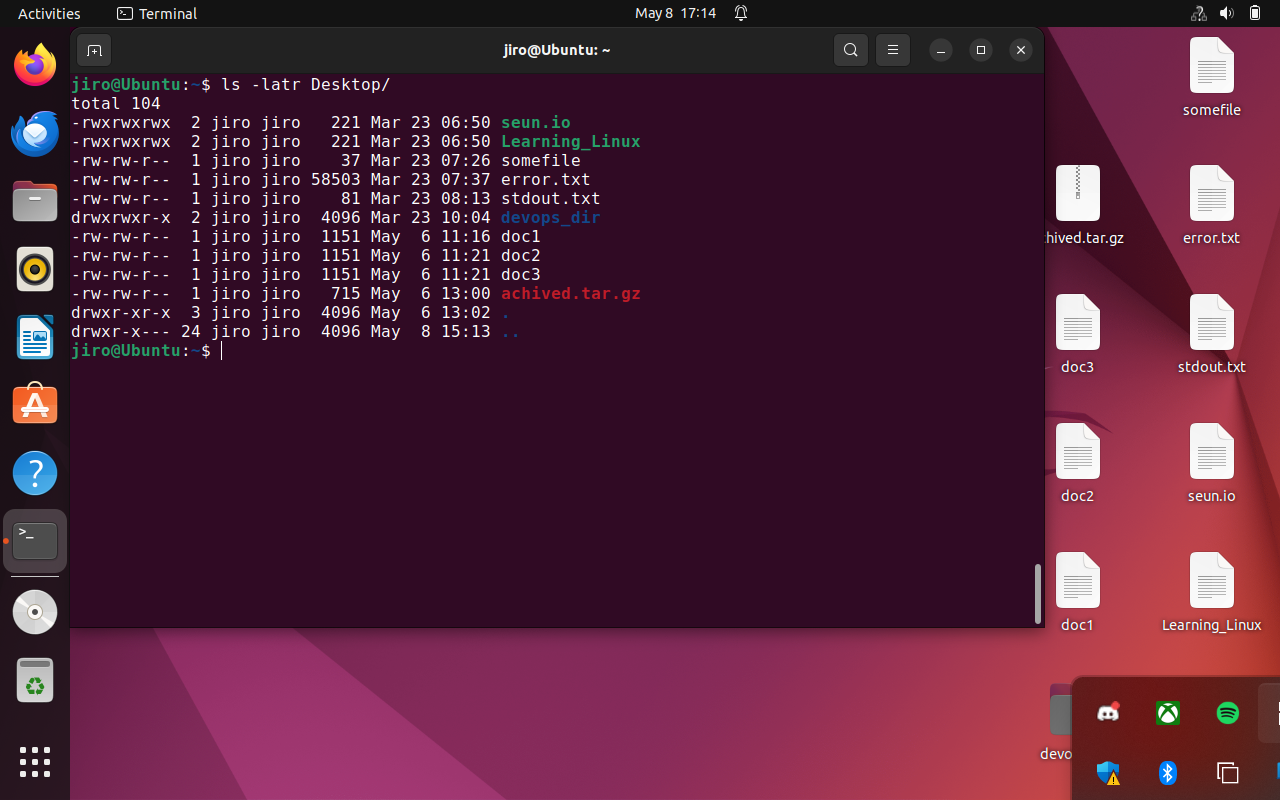 Activities
Terminal
May 8 17:14
jiro@Ubuntu: ~
jiro@Ubuntu:~$ ls -latr Desktop/
total 104
-rwxrwxrwx  2 jiro jiro   221 Mar 23 06:50 seun.io
-rwxrwxrwx  2 jiro jiro   221 Mar 23 06:50 Learning_Linux
-rw-rw-r--  1 jiro jiro    37 Mar 23 07:26 somefile
-rw-rw-r--  1 jiro jiro 58503 Mar 23 07:37 error.txt
-rw-rw-r--  1 jiro jiro    81 Mar 23 08:13 stdout.txt
drwxrwxr-x  2 jiro jiro  4096 Mar 23 10:04 devops_dir
-rw-rw-r--  1 jiro jiro  1151 May  6 11:16 doc1
-rw-rw-r--  1 jiro jiro  1151 May  6 11:21 doc2
-rw-rw-r--  1 jiro jiro  1151 May  6 11:21 doc3
-rw-rw-r--  1 jiro jiro   715 May  6 13:00 achived.tar.gz
drwxr-xr-x  3 jiro jiro  4096 May  6 13:02 .
drwxr-x--- 24 jiro jiro  4096 May  8 15:13 ..
jiro@Ubuntu:~$
somefile
hived.tar.gz
error.txt
doc3
stdout.txt
doc2
seun.io
doc1
Learning_Linux
devo